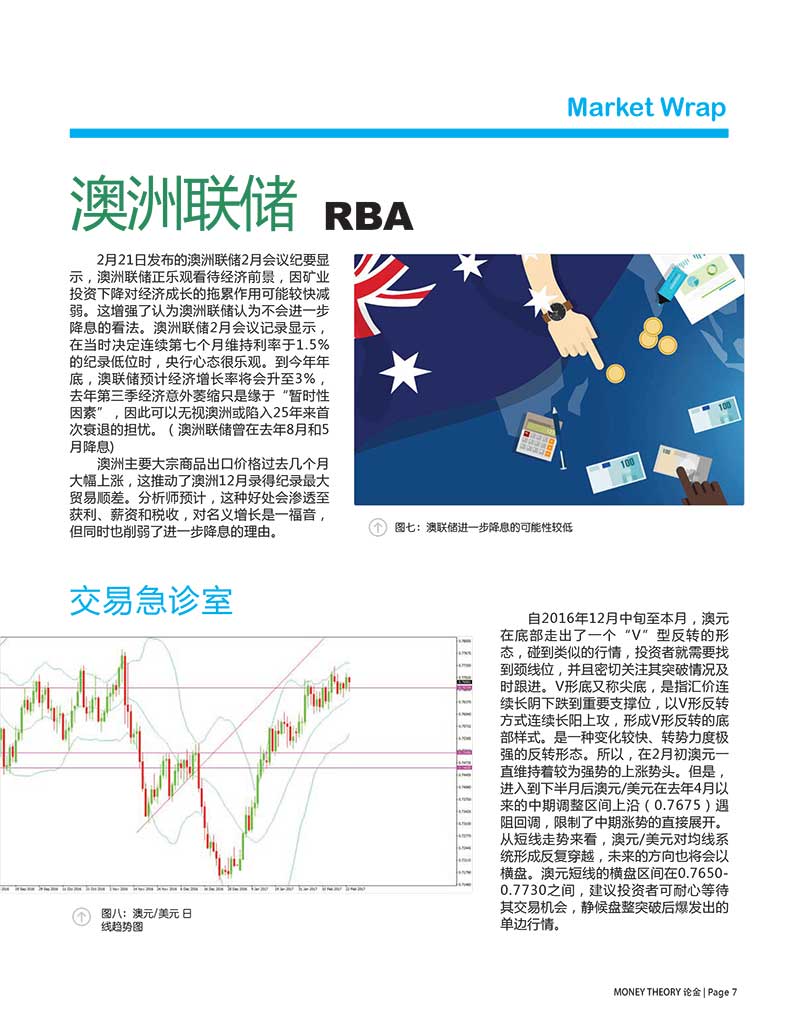 Market Wrap
澳洲联储 RBA
2月21日发布的澳洲联储2月会议纪要显
示，澳洲联储正乐观看待经济前景，因矿业
投资下降对经济成长的拖累作用可能较快减
弱。这增强了认为澳洲联储认为不会进一步
降息的看法。澳洲联储2月会议记录显示，
在当时决定连续第七个月维持利率于1.5%
的纪录低位时，央行心态很乐观。到今年年
底，澳联储预计经济增长率将会升至3%，
去年第三季经济意外萎缩只是缘于“暂时性
因素”，因此可以无视澳洲或陷入25年来首
次衰退的担忧。（澳洲联储曾在去年8月和5
月降息)
澳洲主要大宗商品出口价格过去几个月
大幅上涨，这推动了澳洲12月录得纪录最大
贸易顺差。分析师预计，这种好处会渗透至
获利、薪资和税收，对名义增长是一福音，
但同时也削弱了进一步降息的理由。
100
100
100
图七：澳联储进一步降息的可能性较低
交易急诊室
图八：澳元/美元 日
线趋势图
自2016年12月中旬至本月，澳元
在底部走出了一个“V”型反转的形
态，碰到类似的行情，投资者就需要找
到颈线位，并且密切关注其突破情况及
时跟进。V形底又称尖底，是指汇价连
续长阴下跌到重要支撑位，以V形反转
方式连续长阳上攻，形成V形反转的底
部样式。是一种变化较快、转势力度极
强的反转形态。所以，在2月初澳元一
直维持着较为强势的上涨势头。但是，
进入到下半月后澳元/美元在去年4月以
来的中期调整区间上沿（0.7675）遇
阻回调，限制了中期涨势的直接展开。
从短线走势来看，澳元/美元对均线系
统形成反复穿越，未来的方向也将会以
横盘。澳元短线的横盘区间在0.7650-
0.7730之间，建议投资者可耐心等待
其交易机会，静候盘整突破后爆发出的
单边行情。
MONEY THEORY 论金 | Page 7